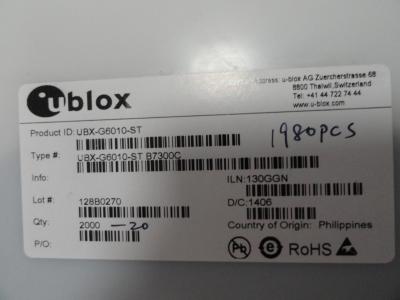 ublox
Address: u-blox AG Zuercherstrasse 68
8800 Thalwil, Switzerland
Tel: +41 44 722 74 44
www.u-blox.com
Product ID: UBX-G6010-ST
1980PCS
Type #: UBX-G6010-ST B7300C
Info:
ILN: 130GGN
Lot #: 128B0270
D/C: 1406
Qty: 2000 -20
Country of Origin: Philippines
P/O:
Pb e RoHS